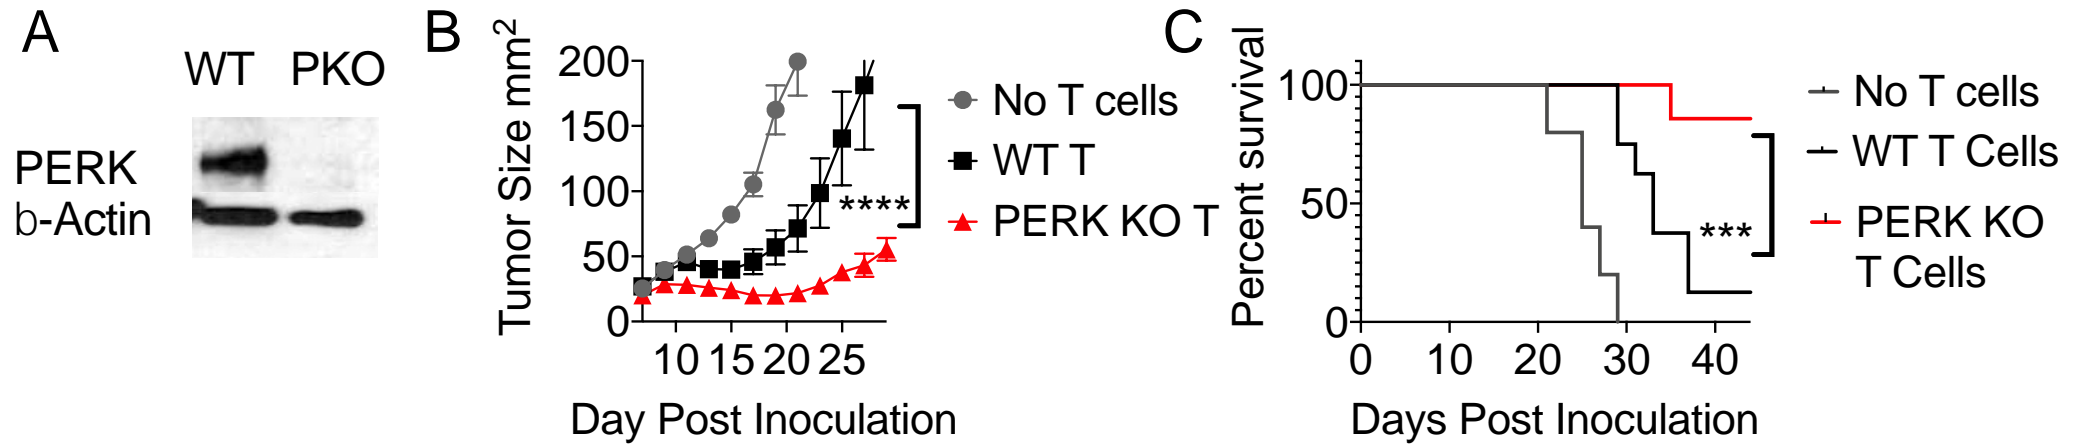 A
WT PKO
PERK
b-Actin
B
Tumor Size mm2
200
150
100
50
0
10 15 20 25
Day Post Inoculation
No T cells
WT T
PERK KO T
****
C
Percent survival
100
50
0
0 10 20 30 40
Days Post Inoculation
No T cells
WT T Cells
PERK KO
T Cells
***